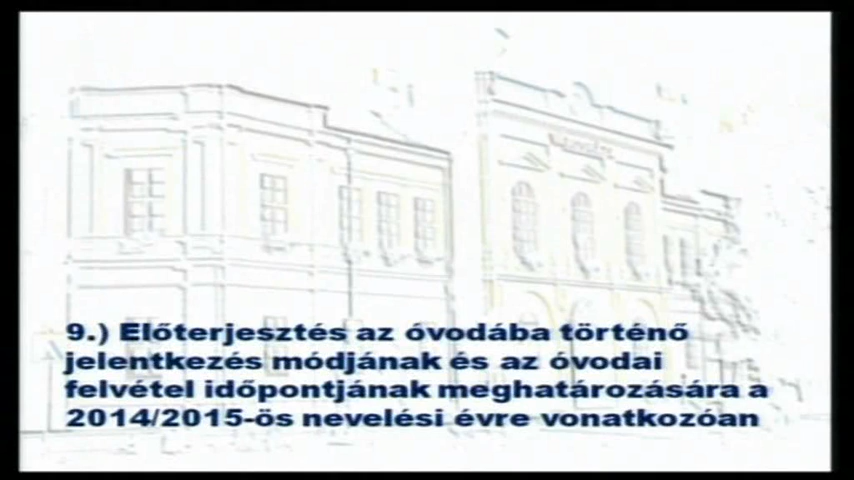 9.) Előterjesztés az óvodába történő
jelentkezés módjának és az óvodai
felvétel időpontjának meghatározására a
2014/2015-ös nevelési évre vonatkozóan